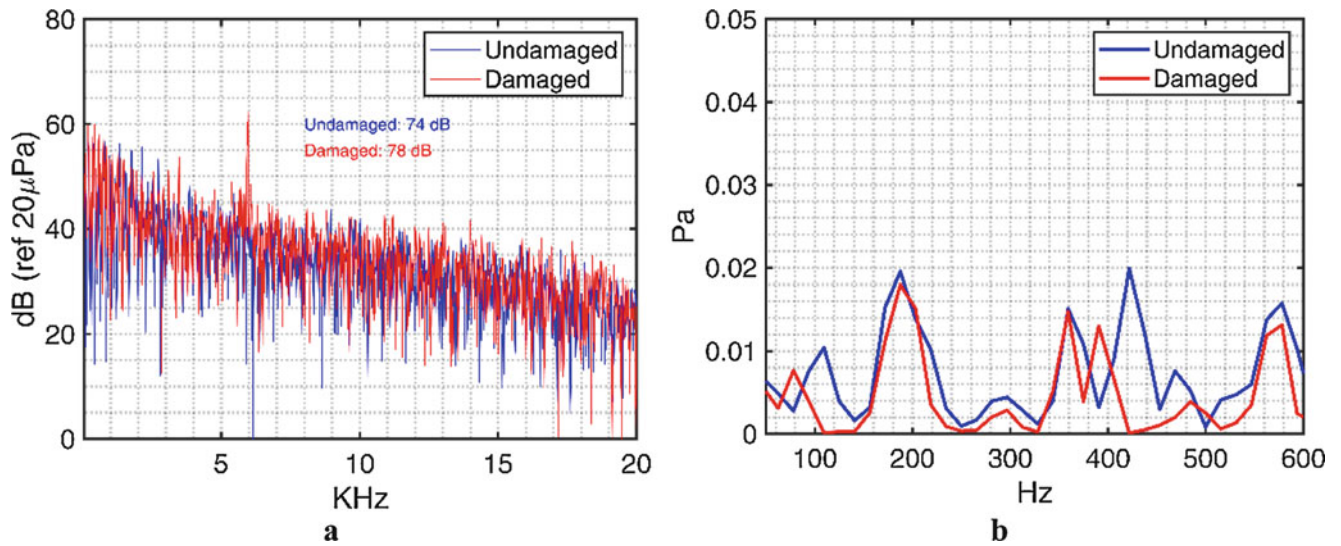 80
60
40
20
0
dB (ref 20µPa)
5
10
15
20
KHz
Undamaged
Damaged
Undamaged: 74 dB
Damaged: 78 dB
a
0.05
0.04
0.03
0.02
0.01
0
Pa
100
200
300
400
500
600
Hz
Undamaged
Damaged
b